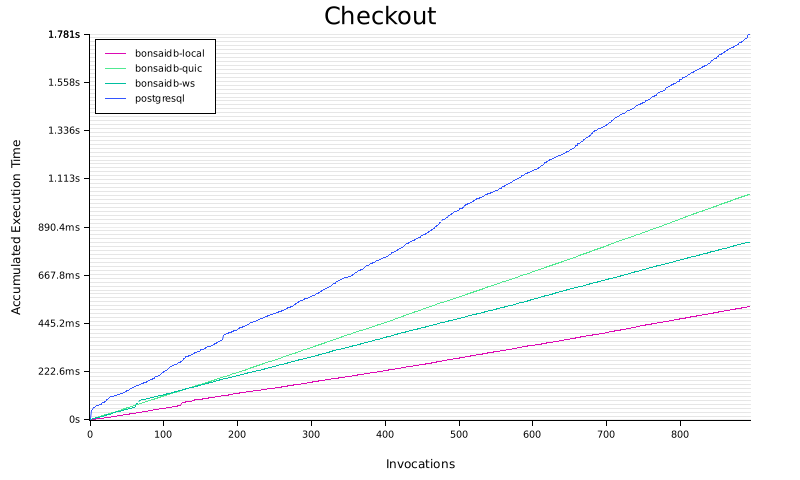 Checkout
1.781s
1.558s
1.336s
1.113s
890.4ms
667.8ms
445.2ms
222.6ms
0s
Accumulated Execution Time
bonsaidb-local
bonsaidb-quic
bonsaidb-ws
postgresql
0 100 200 300 400 500 600 700 800
Invocations